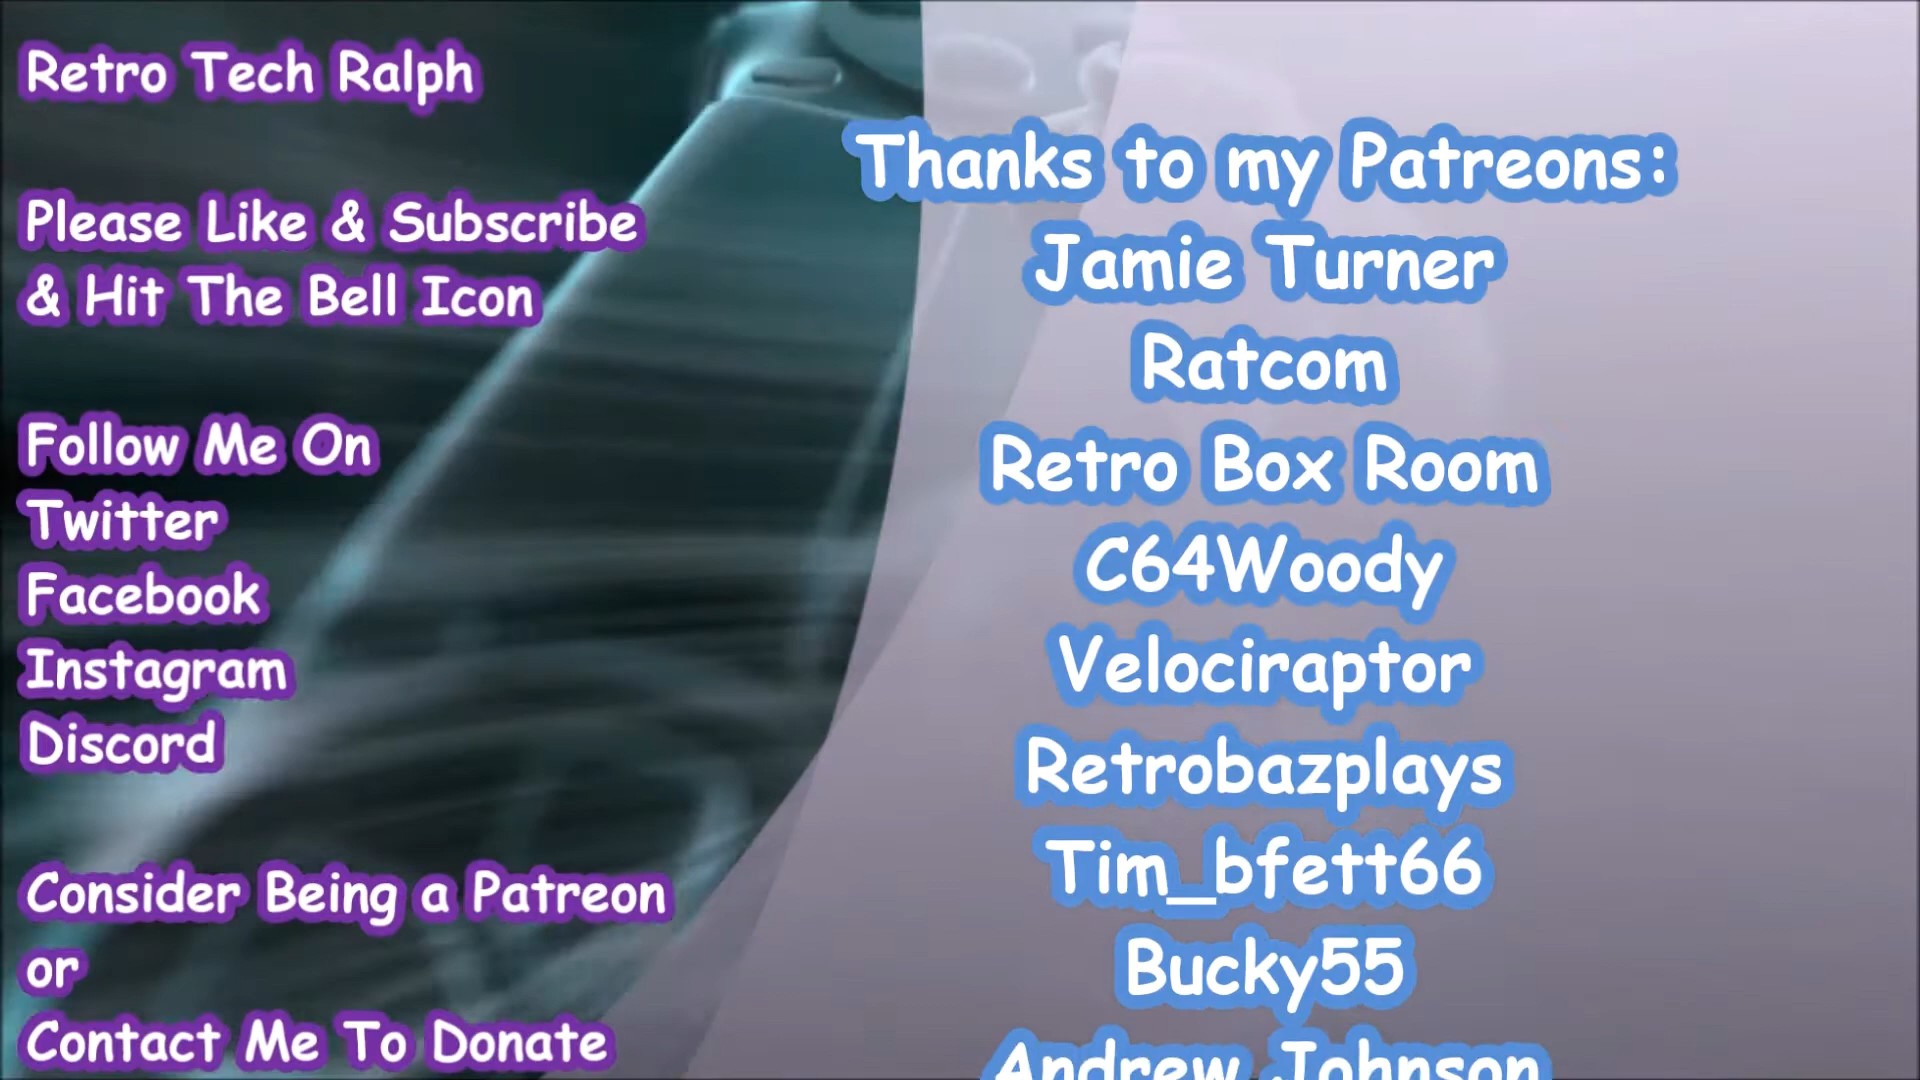 Retro Tech Ralph
Please Like & Subscribe
& Hit The Bell Icon
Follow Me On
Twitter
Facebook
Instagram
Discord
Consider Being a Patreon
or
Contact Me To Donate
Thanks to my Patreons:
Jamie Turner
Ratcom
Retro Box Room
C64Woody
Velociraptor
Retrobazplays
Tim_bfett66
Bucky55
Andrew Johnson